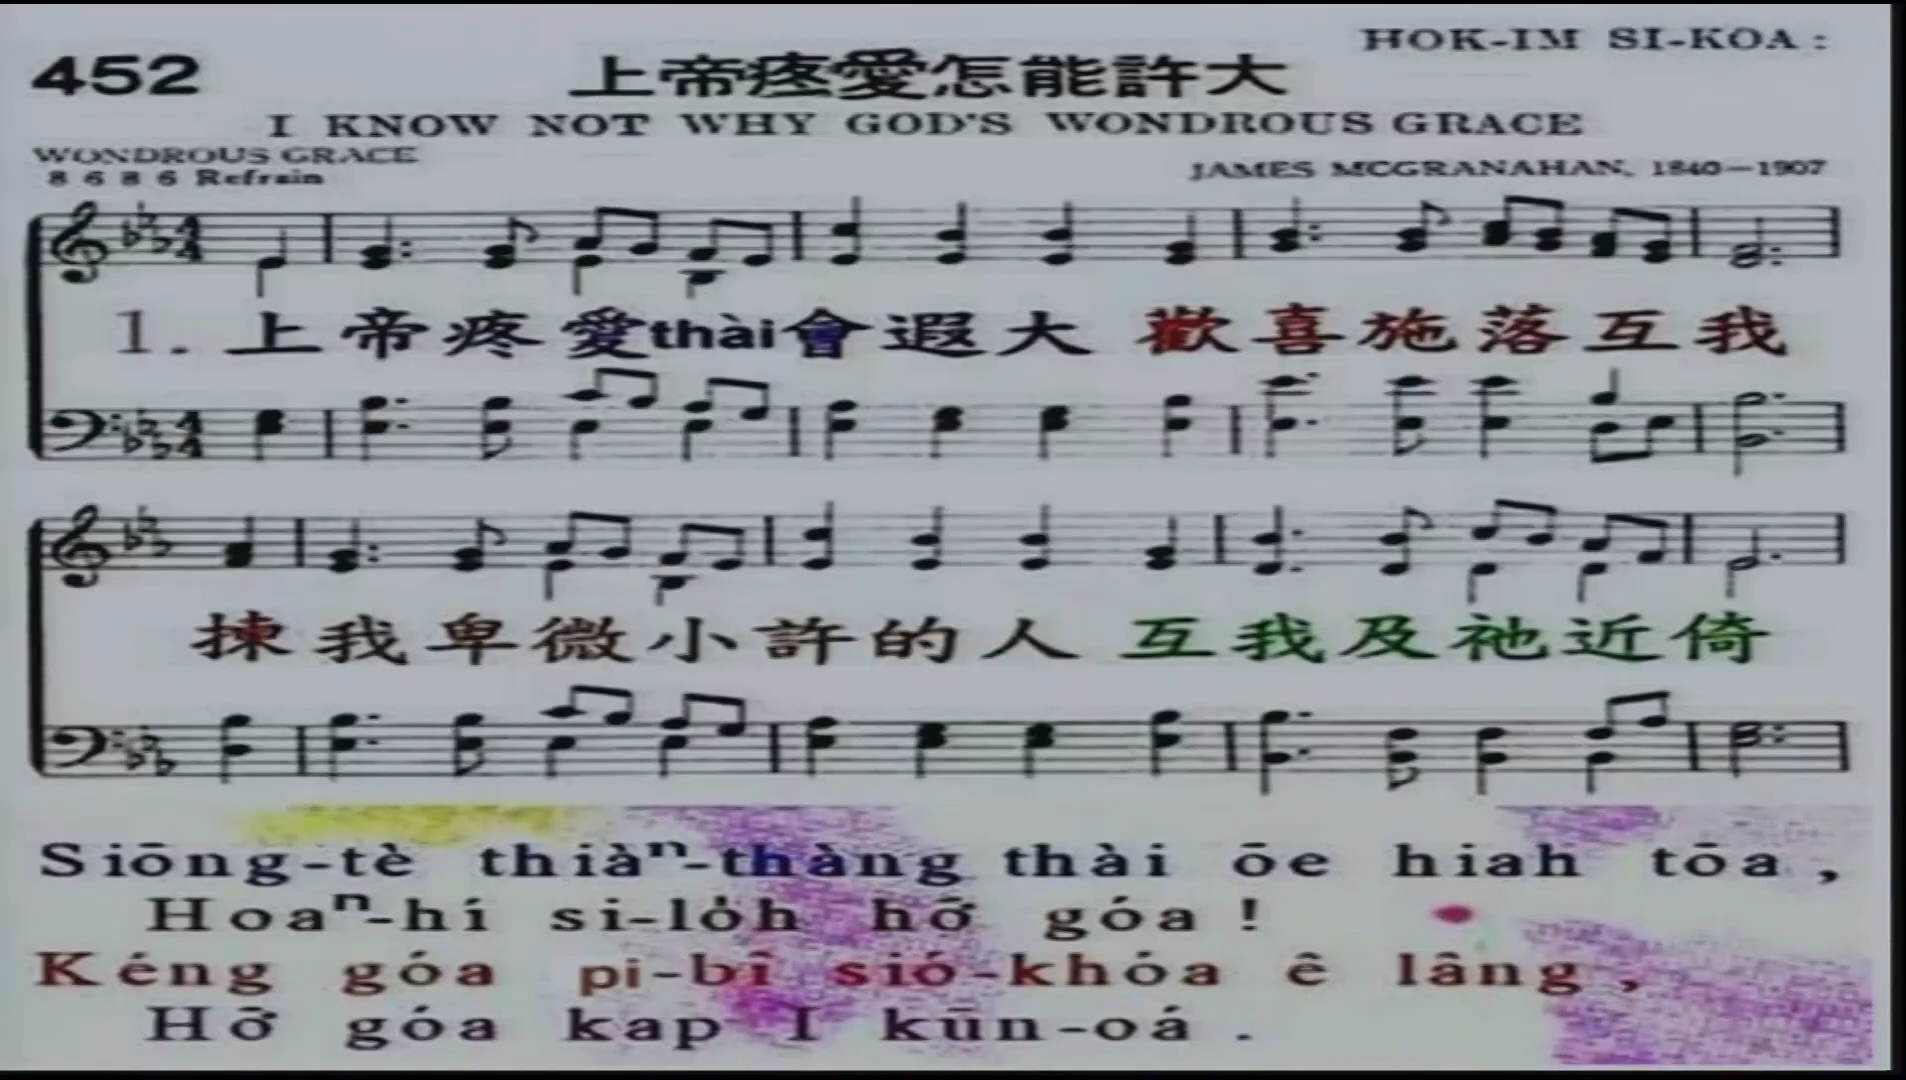 HOK-IM SI-KOA:
452 上帝疼愛怎能許大
I KNOW NOT WHY GOD'S WONDROUS GRACE
WONDROUS GRACE
8 6 8 6 Refrain
JAMES MCGRANAHAN, 1840-1907
1. 上帝疼愛thài會遐大 歡喜施落互我
揀我卑微小許的人 互我及祂近倚
Siōng-tè thiàⁿ-thàng thài ōe hiah tōa,
Hoaⁿ-hí si-lo̍h hō͘ góa!
Kéng góa pi-bî sió-khóa ê lâng,
Hō͘ góa kap I kūn-oá.